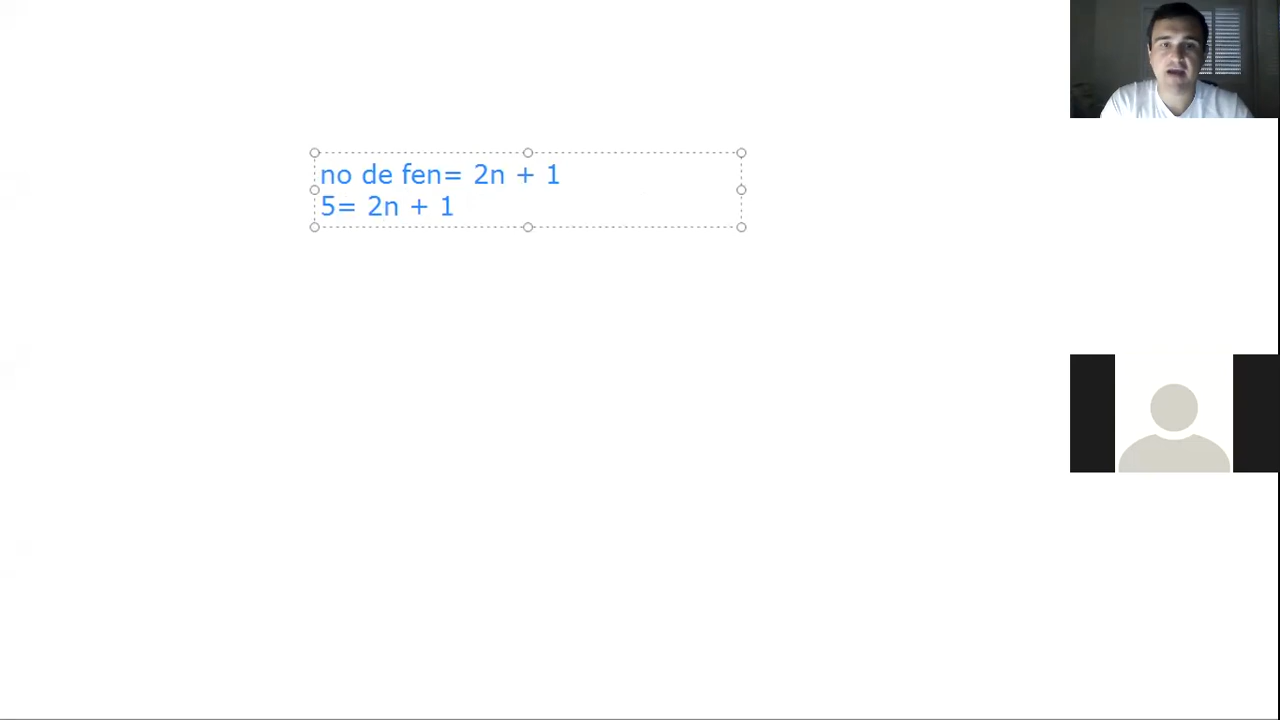 no de fen= 2n + 1
5= 2n + 1